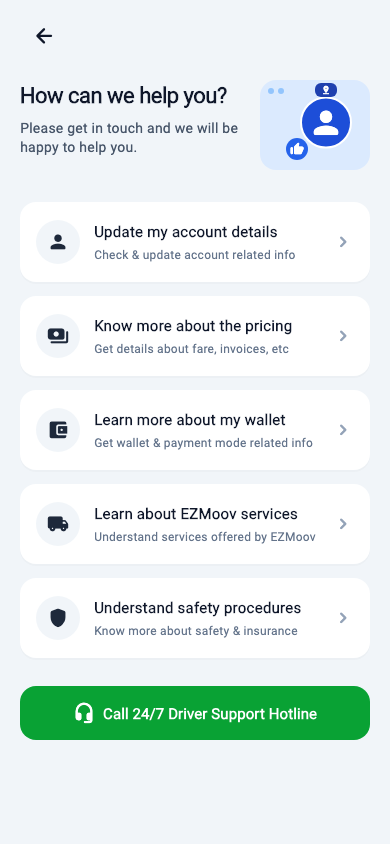 How can we help you?
Please get in touch and we will be
happy to help you.
Update my account details
Check & update account related info
Know more about the pricing
Get details about fare, invoices, etc
Learn more about my wallet
Get wallet & payment mode related info
Learn about EZMoov services
Understand services offered by EZMoov
Understand safety procedures
Know more about safety & insurance
Call 24/7 Driver Support Hotline